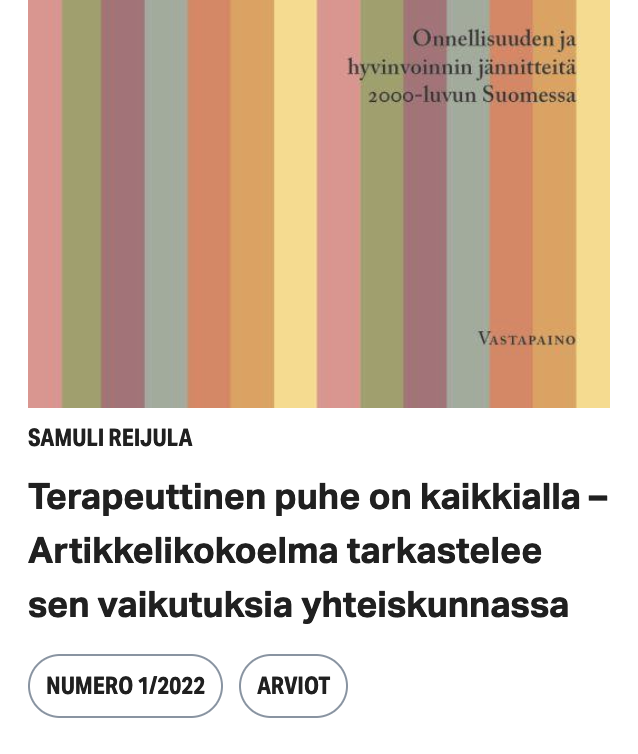 Onnellisuuden ja
hyvinvoinnin jännitteitä
2000-luvun Suomessa
VASTAPAINO
SAMULI REIJULA
Terapeuttinen puhe on kaikkialla –
Artikkelikokoelma tarkastelee
sen vaikutuksia yhteiskunnassa
NUMERO 1/2022
ARVIOT